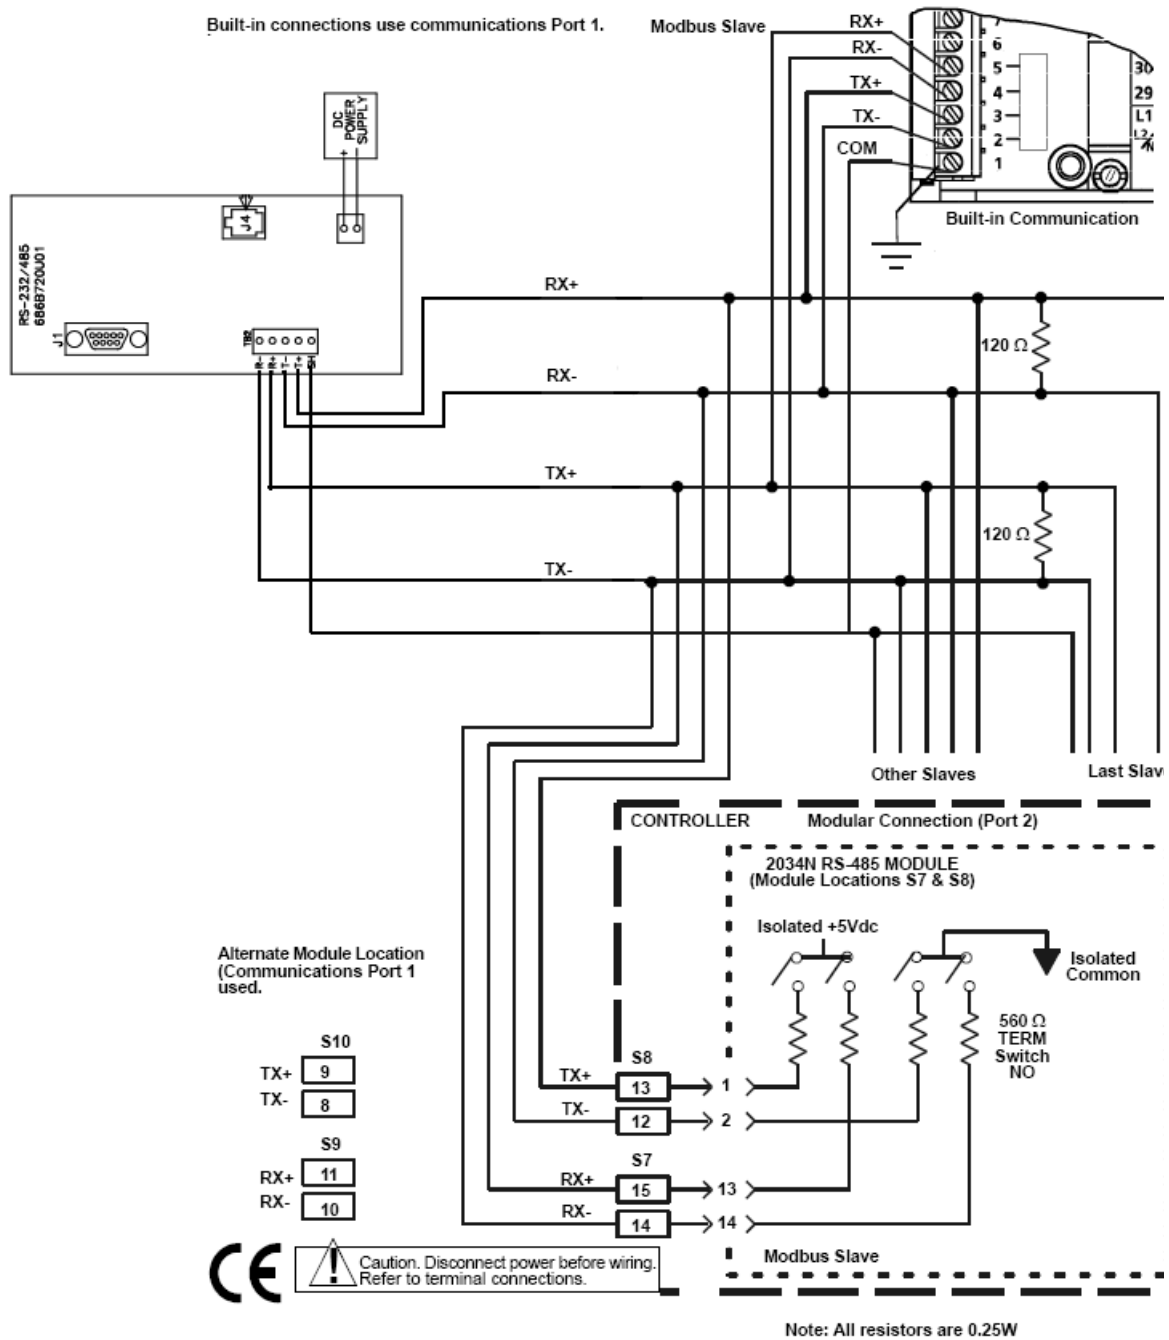 Built-in connections use communications Port 1.
Modbus Slave
RX+
RX-
TX+
TX-
COM
7
6
5
4
3
2
1
30
29
L1
L2/N
Built-in Communication
DC
POWER
SUPPLY
+
-
J4
RS-232/485
686B720U01
J1
TB2
R-
R+
T-
T+
SH
RX+
120 Ω
RX-
TX+
120 Ω
TX-
Other Slaves
Last Slave
CONTROLLER
Modular Connection (Port 2)
2034N RS-485 MODULE
(Module Locations S7 & S8)
Isolated +5Vdc
Isolated
Common
560 Ω
TERM
Switch
NO
Alternate Module Location
(Communications Port 1
used.
S10
TX+ 9
TX- 8
S9
RX+ 11
RX- 10
S8
TX+ 13 1
TX- 12 2
S7
RX+ 15 13
RX- 14 14
Modbus Slave
CE
! Caution. Disconnect power before wiring.
Refer to terminal connections.
Note: All resistors are 0.25W